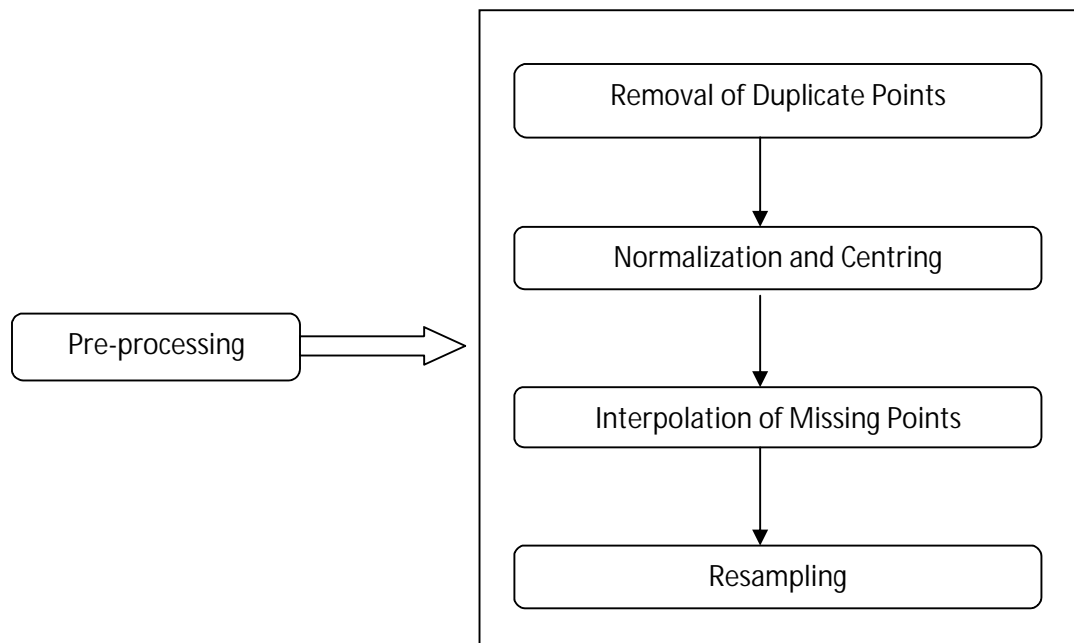 Pre-processing
Removal of Duplicate Points
Normalization and Centring
Interpolation of Missing Points
Resampling